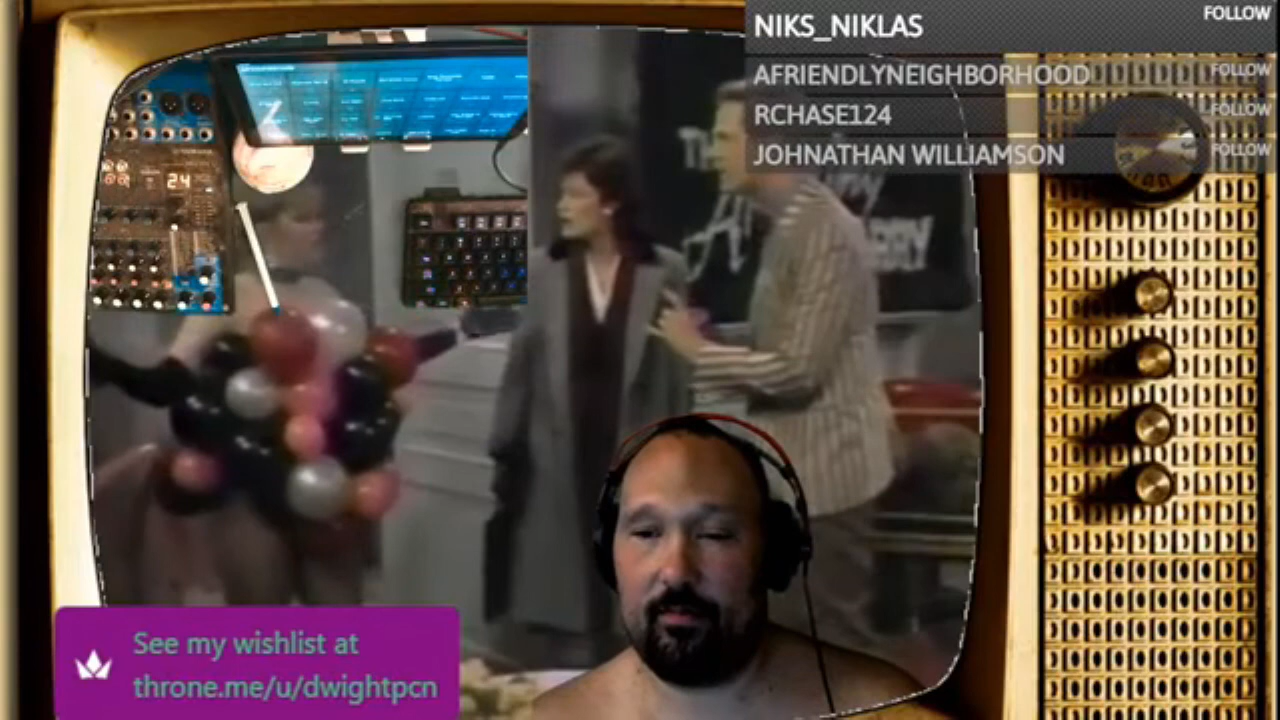 NIKS_NIKLAS
FOLLOW
AFRIENDLYNEIGHBORHOOD
FOLLOW
RCHASE124
FOLLOW
JOHNATHAN WILLIAMSON
FOLLOW
24
See my wishlist at
throne.me/u/dwightpcn